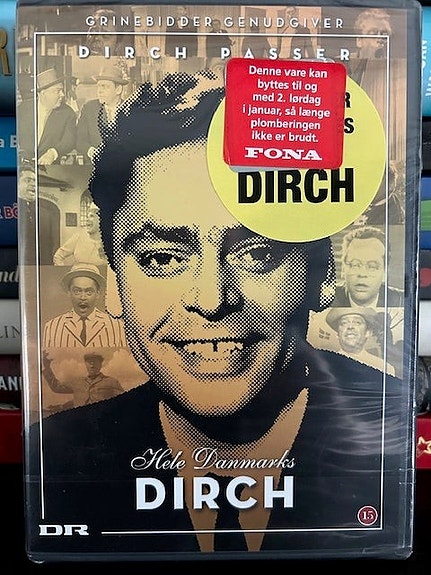 GRINEBIDDER GENUDGIVER
DIRCH PASSER
Denne vare kan
byttes til og
med 2. lørdag
i januar, så længe
plomberingen
ikke er brudt.
FONA
DIRCH
Hele Danmarks
DIRCH
DR
15